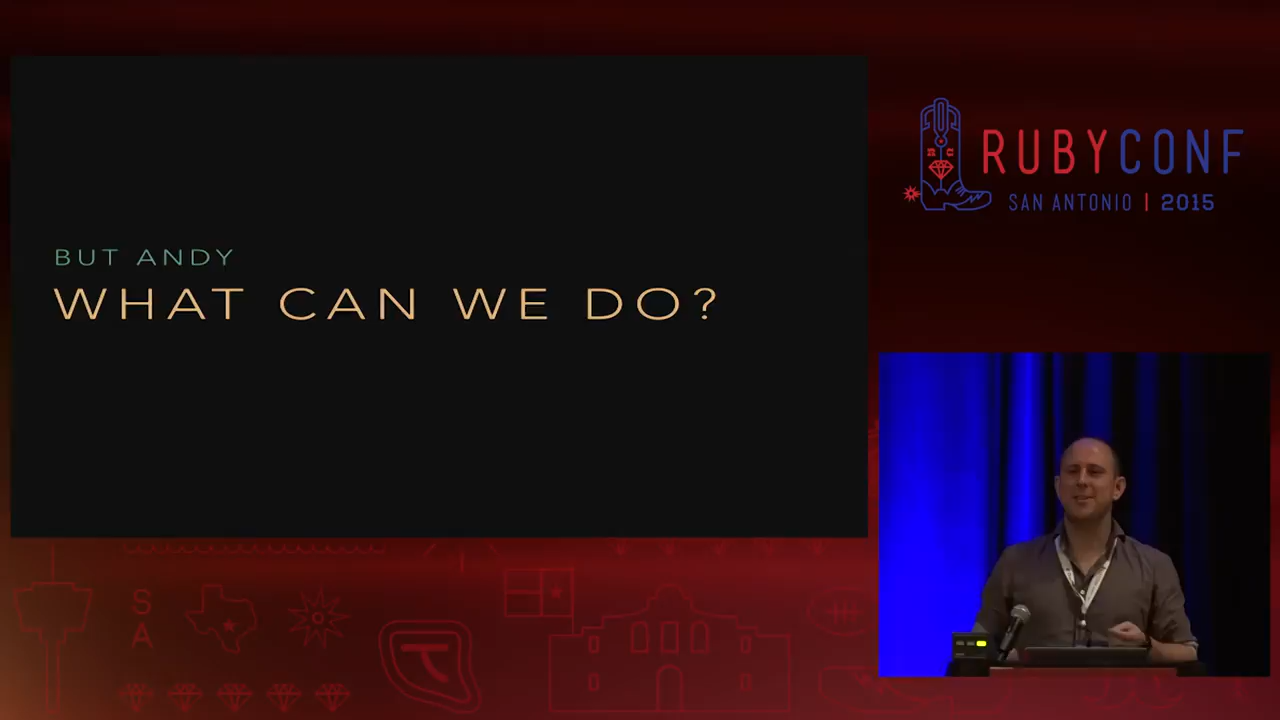 BUT ANDY
WHAT CAN WE DO?
RUBYCONF
SAN ANTONIO | 2015
S
A